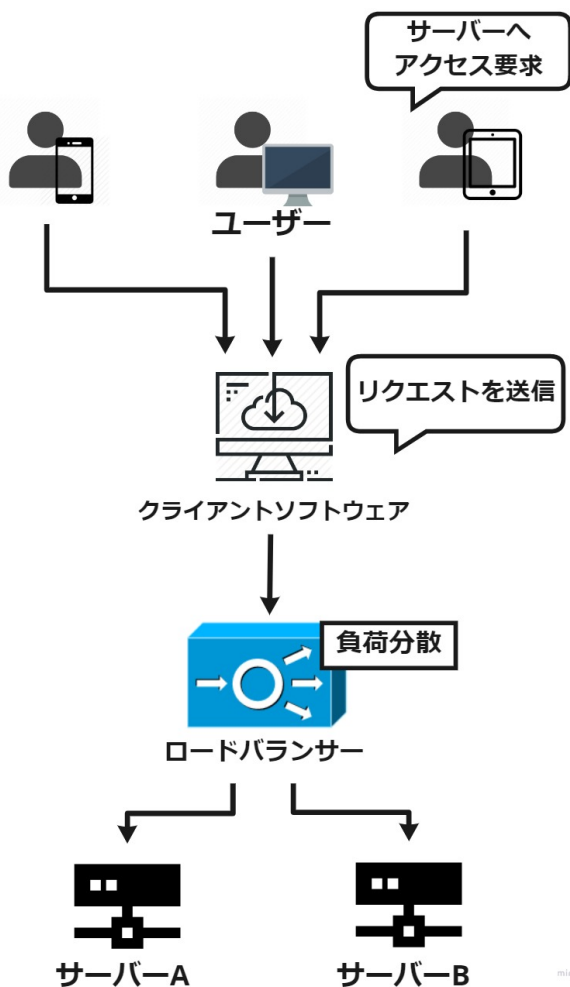 サーバーへ
アクセス要求
ユーザー
リクエストを送信
クライアントソフトウェア
負荷分散
ロードバランサー
サーバーA
サーバーB